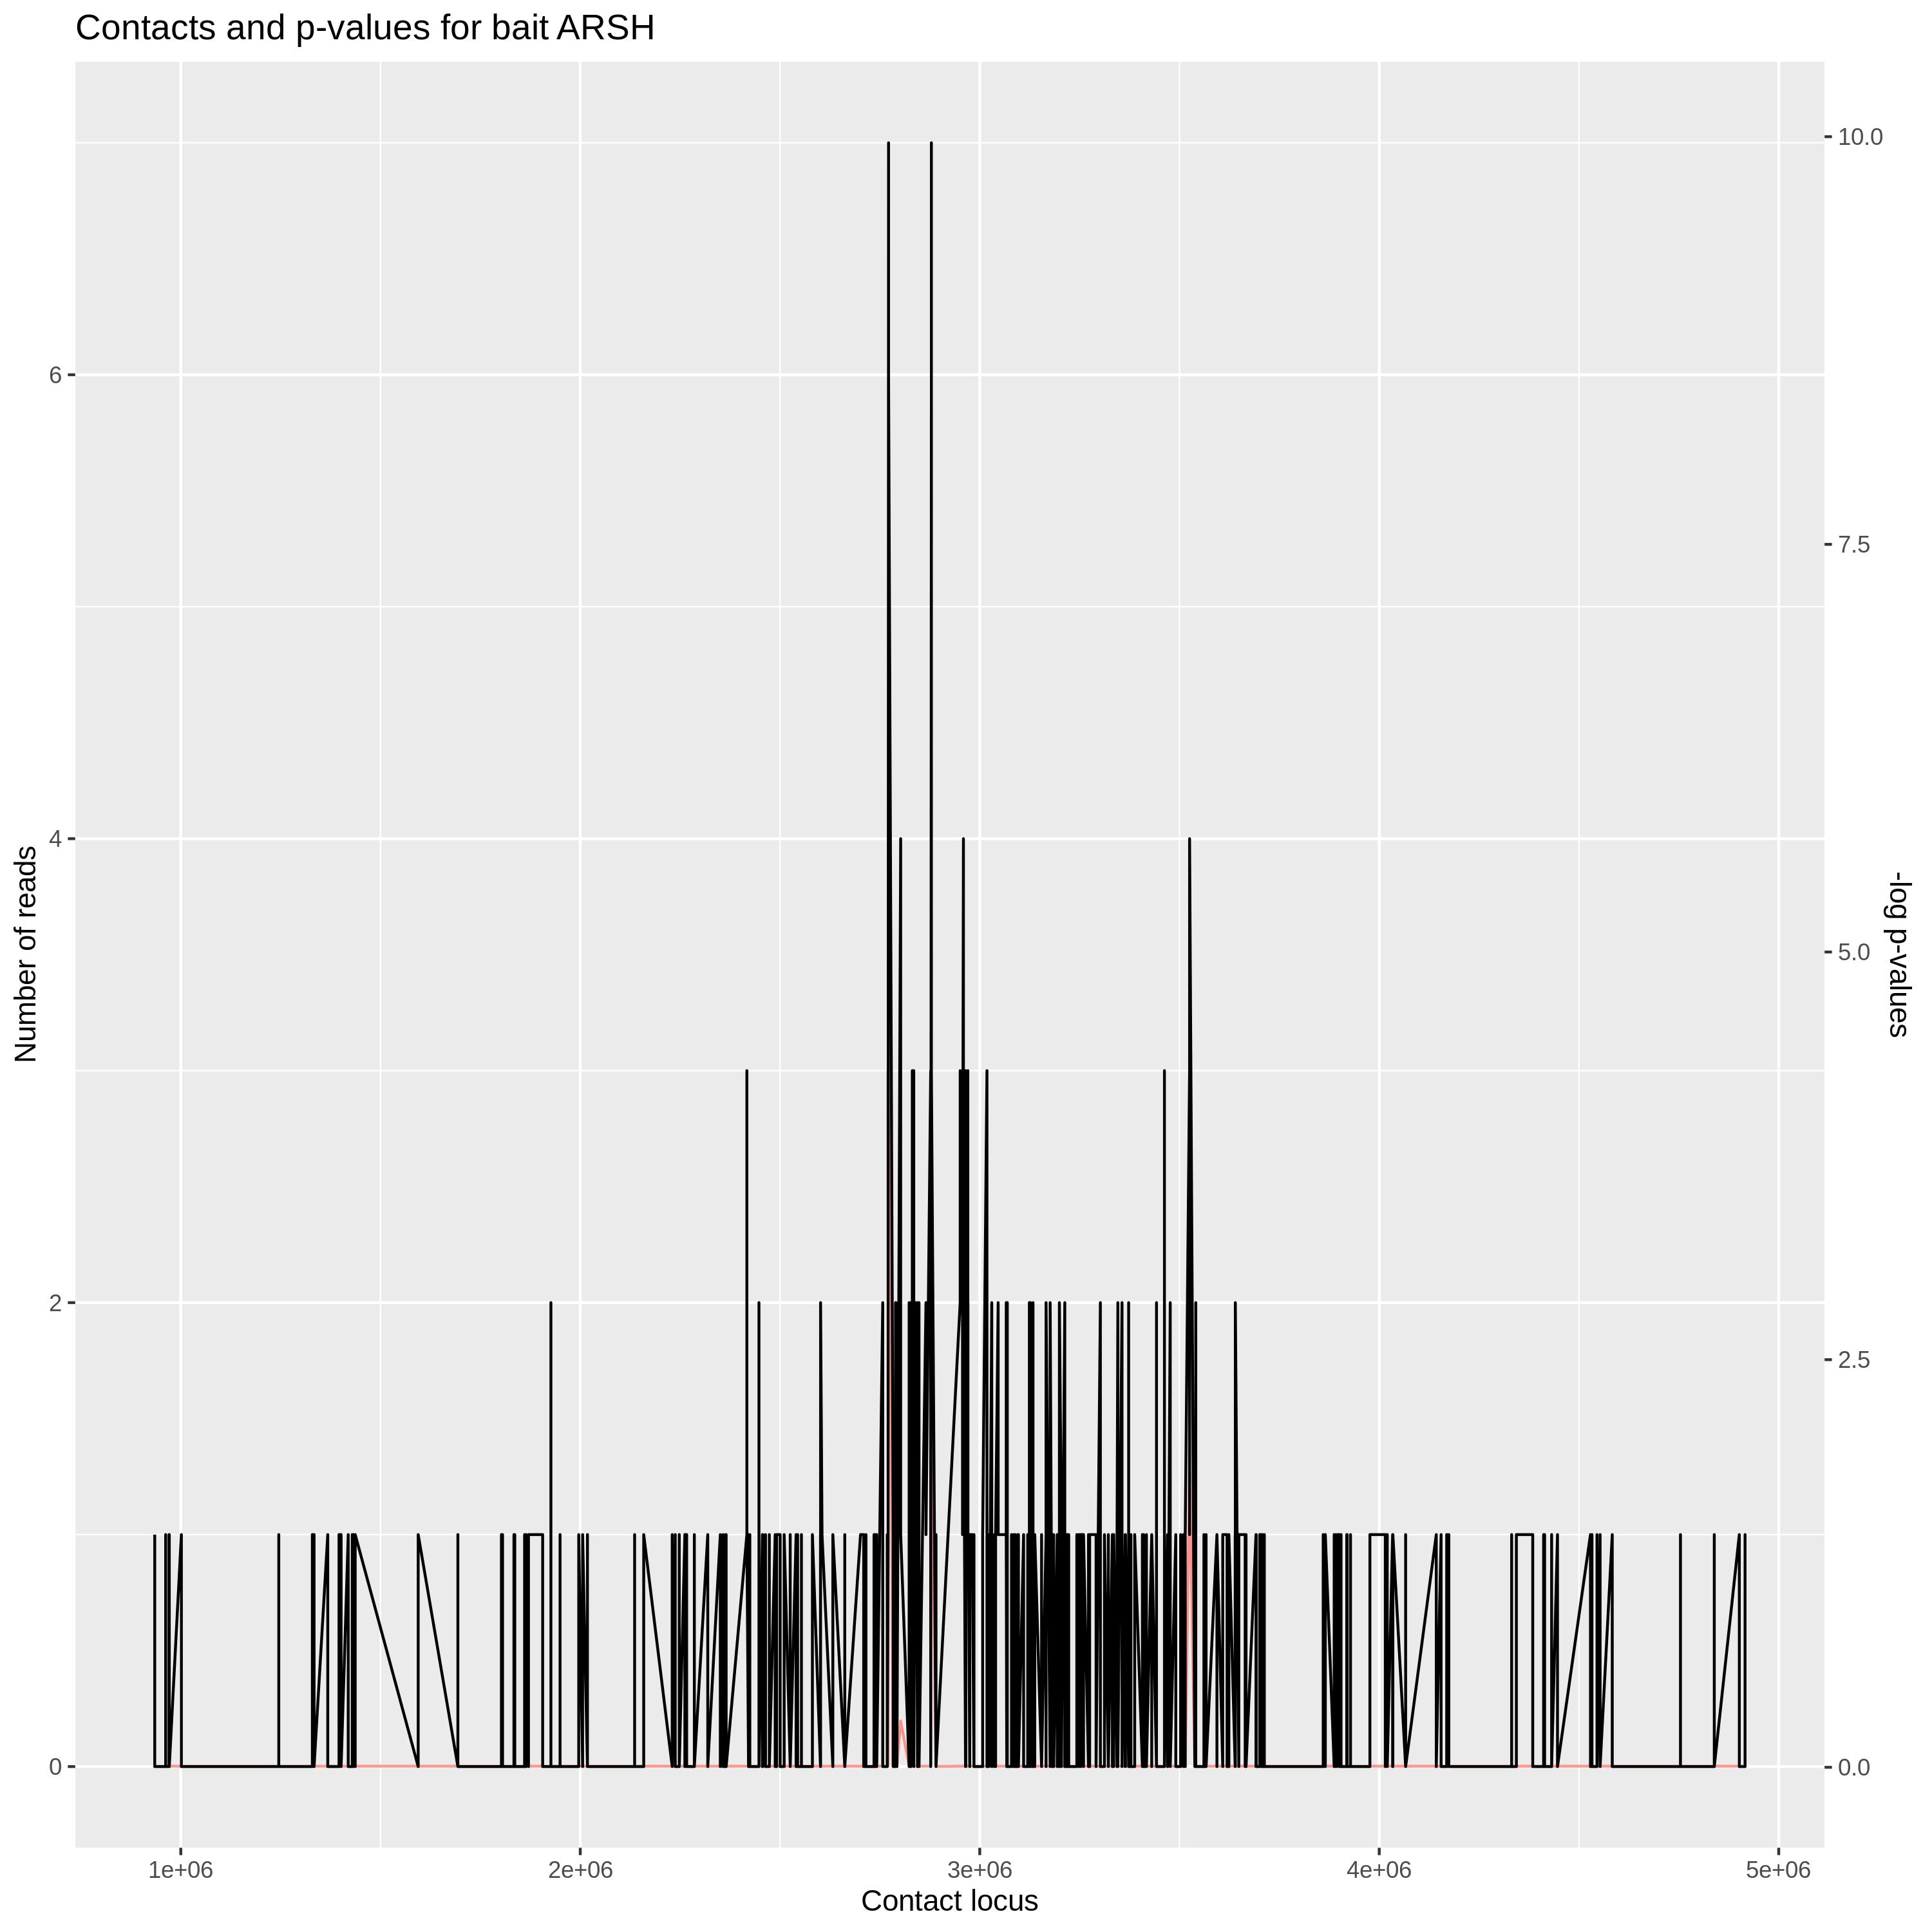 Contacts and p-values for bait ARSH
Number of reads
6
4
2
0
10.0
7.5
5.0
2.5
0.0
-log p-values
1e+06 2e+06 3e+06 4e+06 5e+06
Contact locus